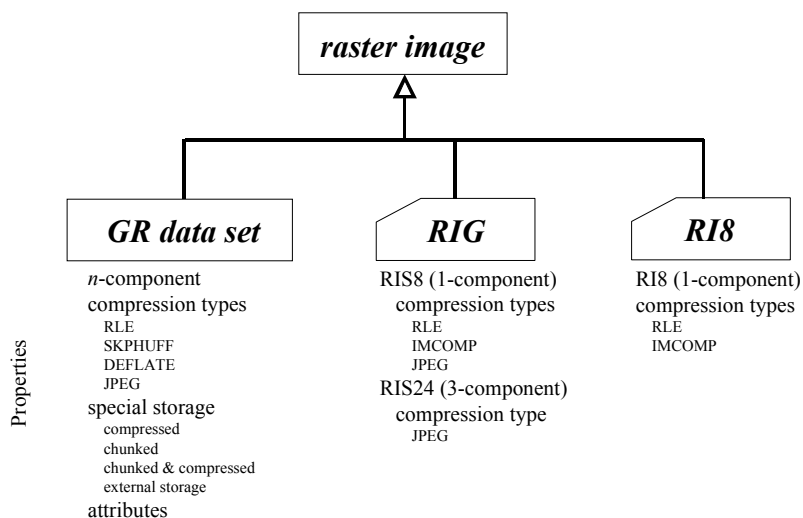 raster image
GR data set
n-component
compression types
RLE
SKPHUFF
DEFLATE
JPEG
special storage
compressed
chunked
chunked & compressed
external storage
attributes
RIG
RIS8 (1-component)
compression types
RLE
IMCOMP
JPEG
RIS24 (3-component)
compression type
JPEG
RI8
RI8 (1-component)
compression types
RLE
IMCOMP
Properties